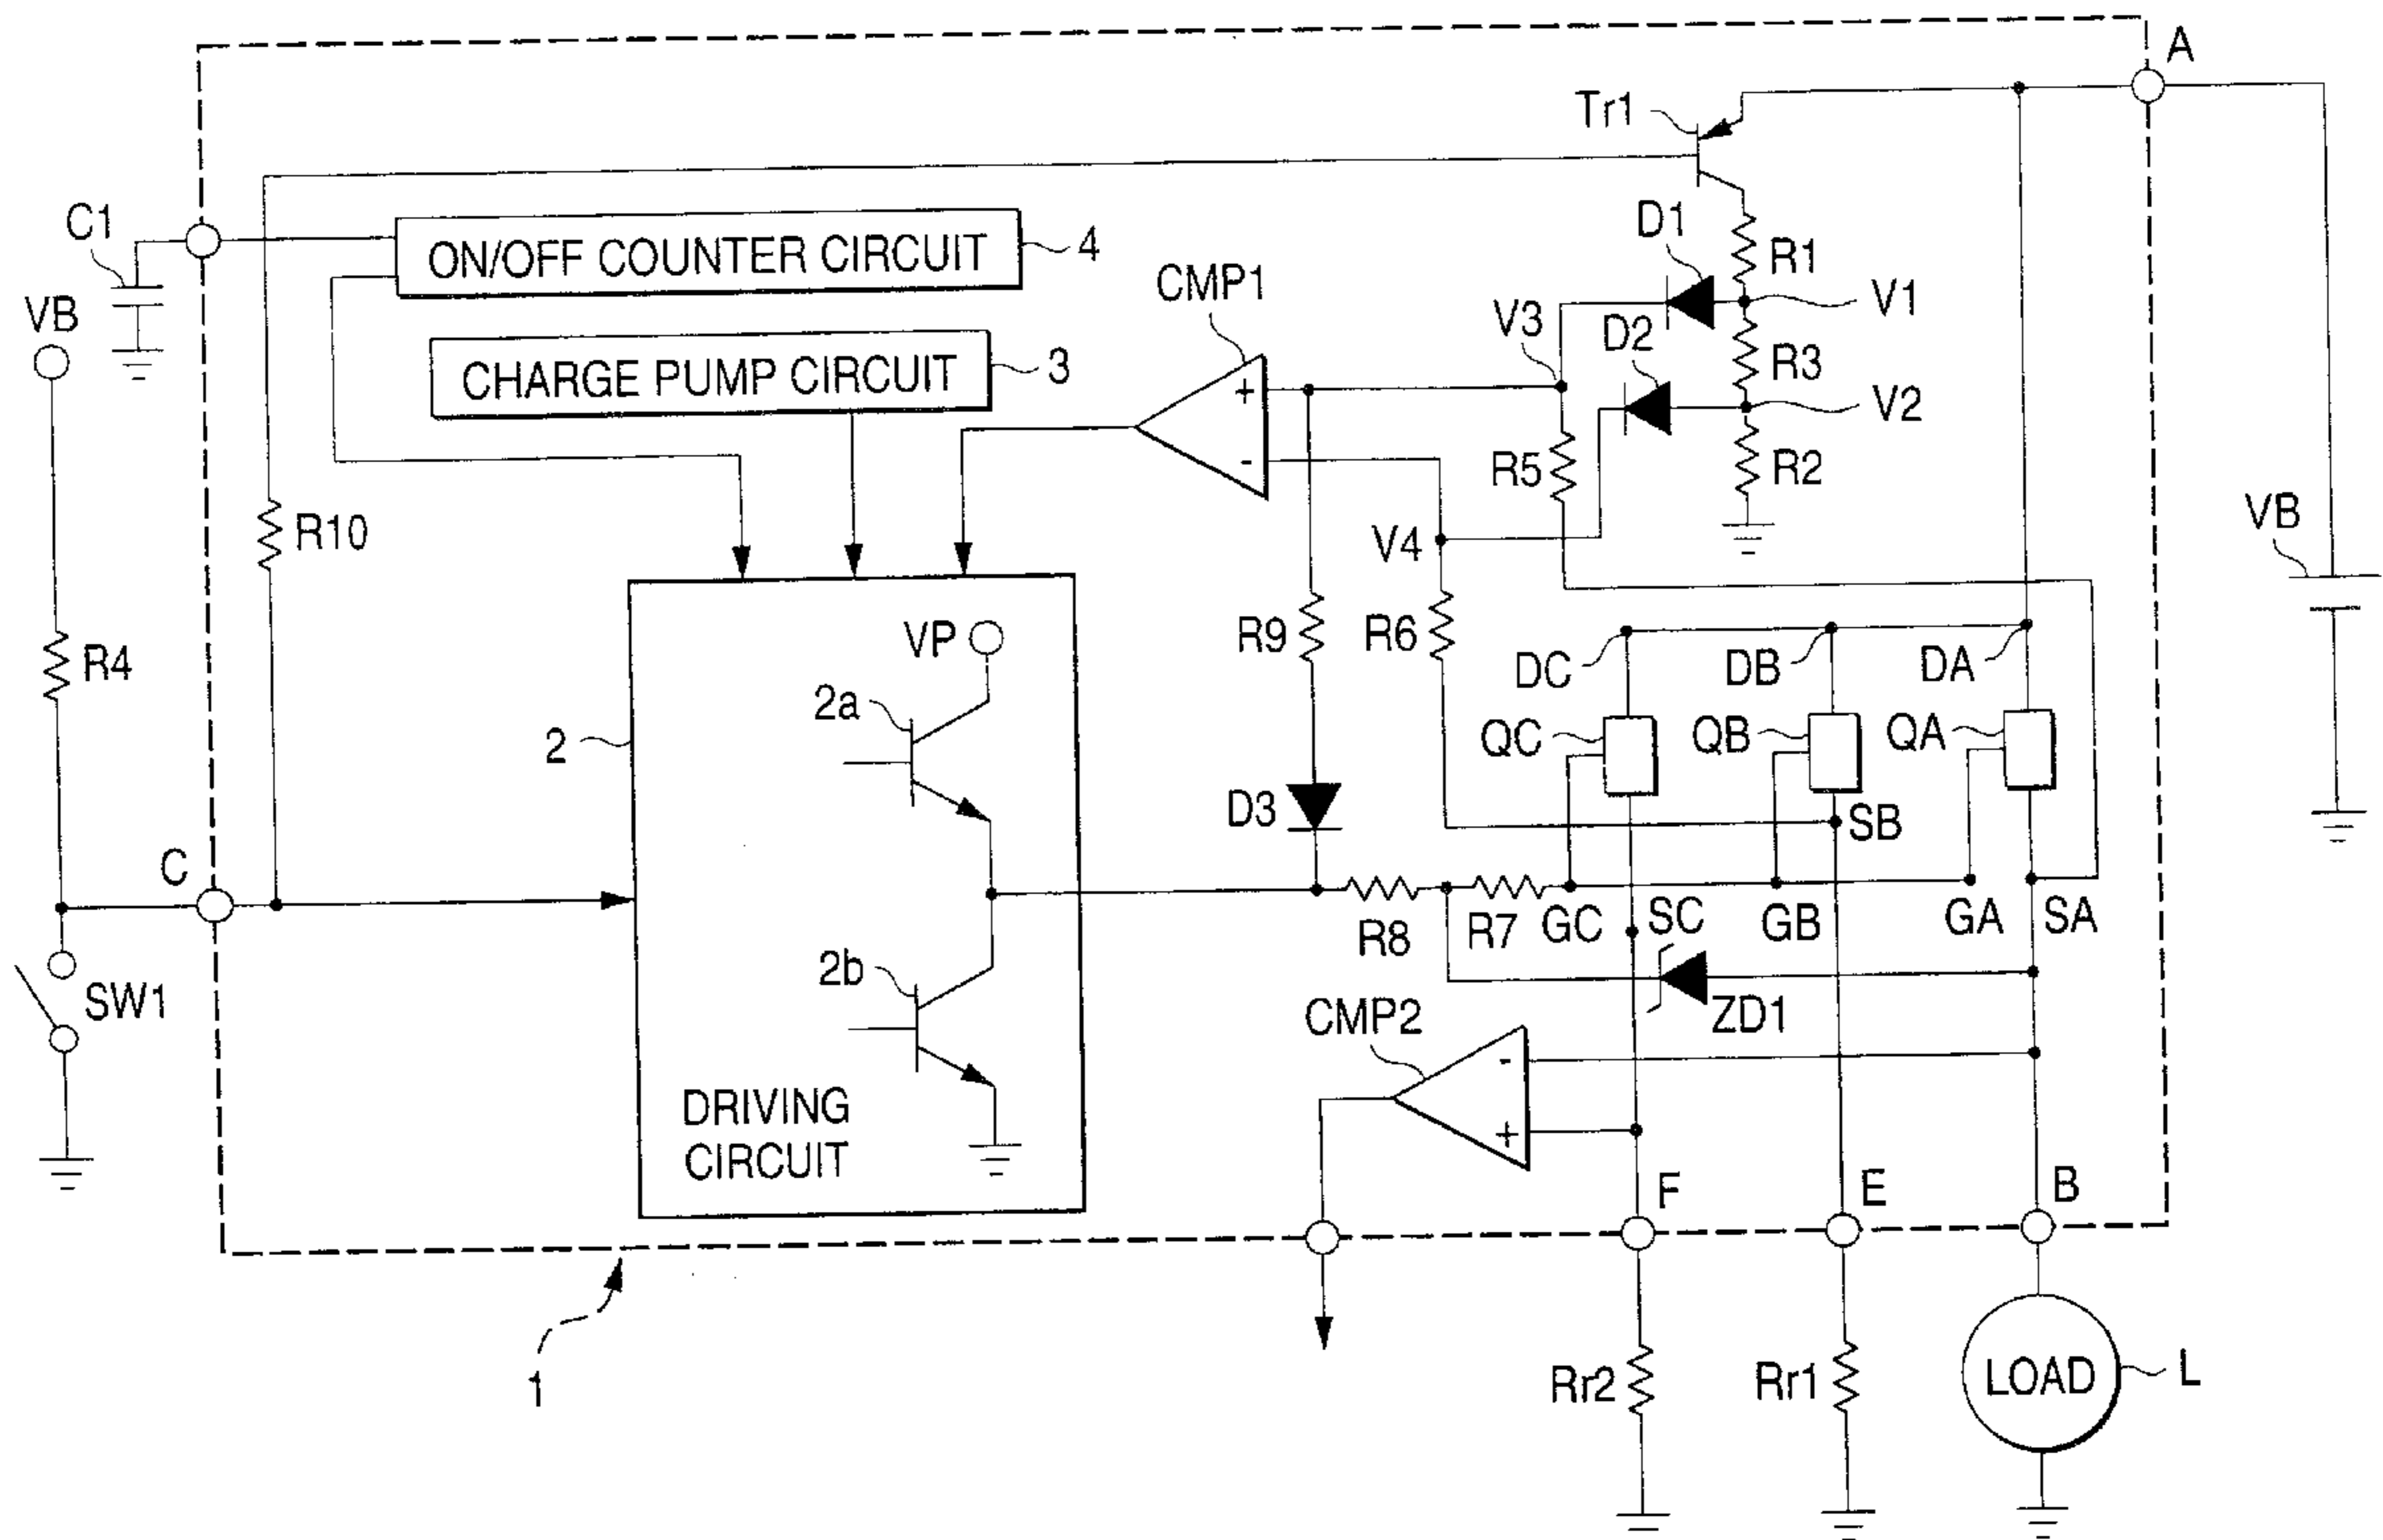 A
Tr1
C1
ON/OFF COUNTER CIRCUIT
4
D1
R1
CMP1
V1
VB
V3
D2
CHARGE PUMP CIRCUIT
3
+
R3
V2
-
R5
R2
R10
V4
VB
VP
R9
R6
R4
DC
DB
DA
2a
2
QC
QB
QA
D3
SB
C
R8
R7
GC
SC
GB
GA
SA
2b
SW1
CMP2
ZD1
-
DRIVING
CIRCUIT
+
F
E
B
1
Rr2
Rr1
LOAD
L